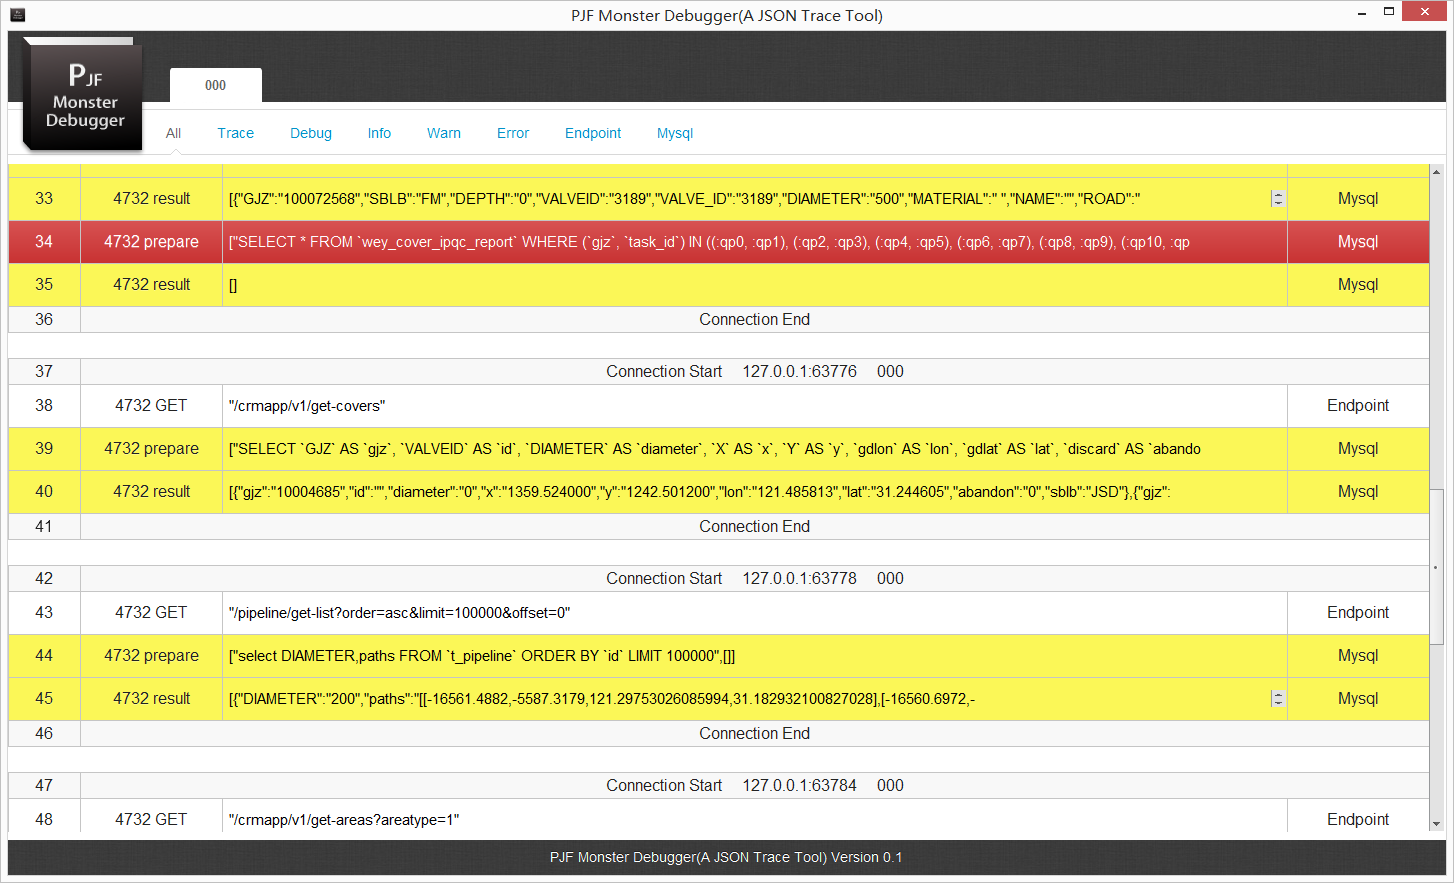 PJF Monster Debugger(A JSON Trace Tool)
PJF
Monster
Debugger
000
All Trace Debug Info Warn Error Endpoint Mysql
33 4732 result [{"GJZ":"100072568","SBLB":"FM","DEPTH":"0","VALVEID":"3189","VALVE_ID":"3189","DIAMETER":"500","MATERIAL":" ","NAME":"","ROAD":" Mysql
34 4732 prepare ["SELECT * FROM `wey_cover_ipqc_report` WHERE (`gjz`, `task_id`) IN ((:qp0, :qp1), (:qp2, :qp3), (:qp4, :qp5), (:qp6, :qp7), (:qp8, :qp9), (:qp10, :qp Mysql
35 4732 result [] Mysql
36 Connection End
37 Connection Start 127.0.0.1:63776 000
38 4732 GET "/crmapp/v1/get-covers" Endpoint
39 4732 prepare ["SELECT `GJZ` AS `gjz`, `VALVEID` AS `id`, `DIAMETER` AS `diameter`, `X` AS `x`, `Y` AS `y`, `gdlon` AS `lon`, `gdlat` AS `lat`, `discard` AS `abando Mysql
40 4732 result [{"gjz":"10004685","id":"","diameter":"0","x":"1359.524000","y":"1242.501200","lon":"121.485813","lat":"31.244605","abandon":"0","sblb":"JSD"},{"gjz": Mysql
41 Connection End
42 Connection Start 127.0.0.1:63778 000
43 4732 GET "/pipeline/get-list?order=asc&limit=100000&offset=0" Endpoint
44 4732 prepare ["select DIAMETER,paths FROM `t_pipeline` ORDER BY `id` LIMIT 100000",[]] Mysql
45 4732 result [{"DIAMETER":"200","paths":"[[-16561.4882,-5587.3179,121.29753026085994,31.182932100827028],[-16560.6972,- Mysql
46 Connection End
47 Connection Start 127.0.0.1:63784 000
48 4732 GET "/crmapp/v1/get-areas?areatype=1" Endpoint
PJF Monster Debugger(A JSON Trace Tool) Version 0.1